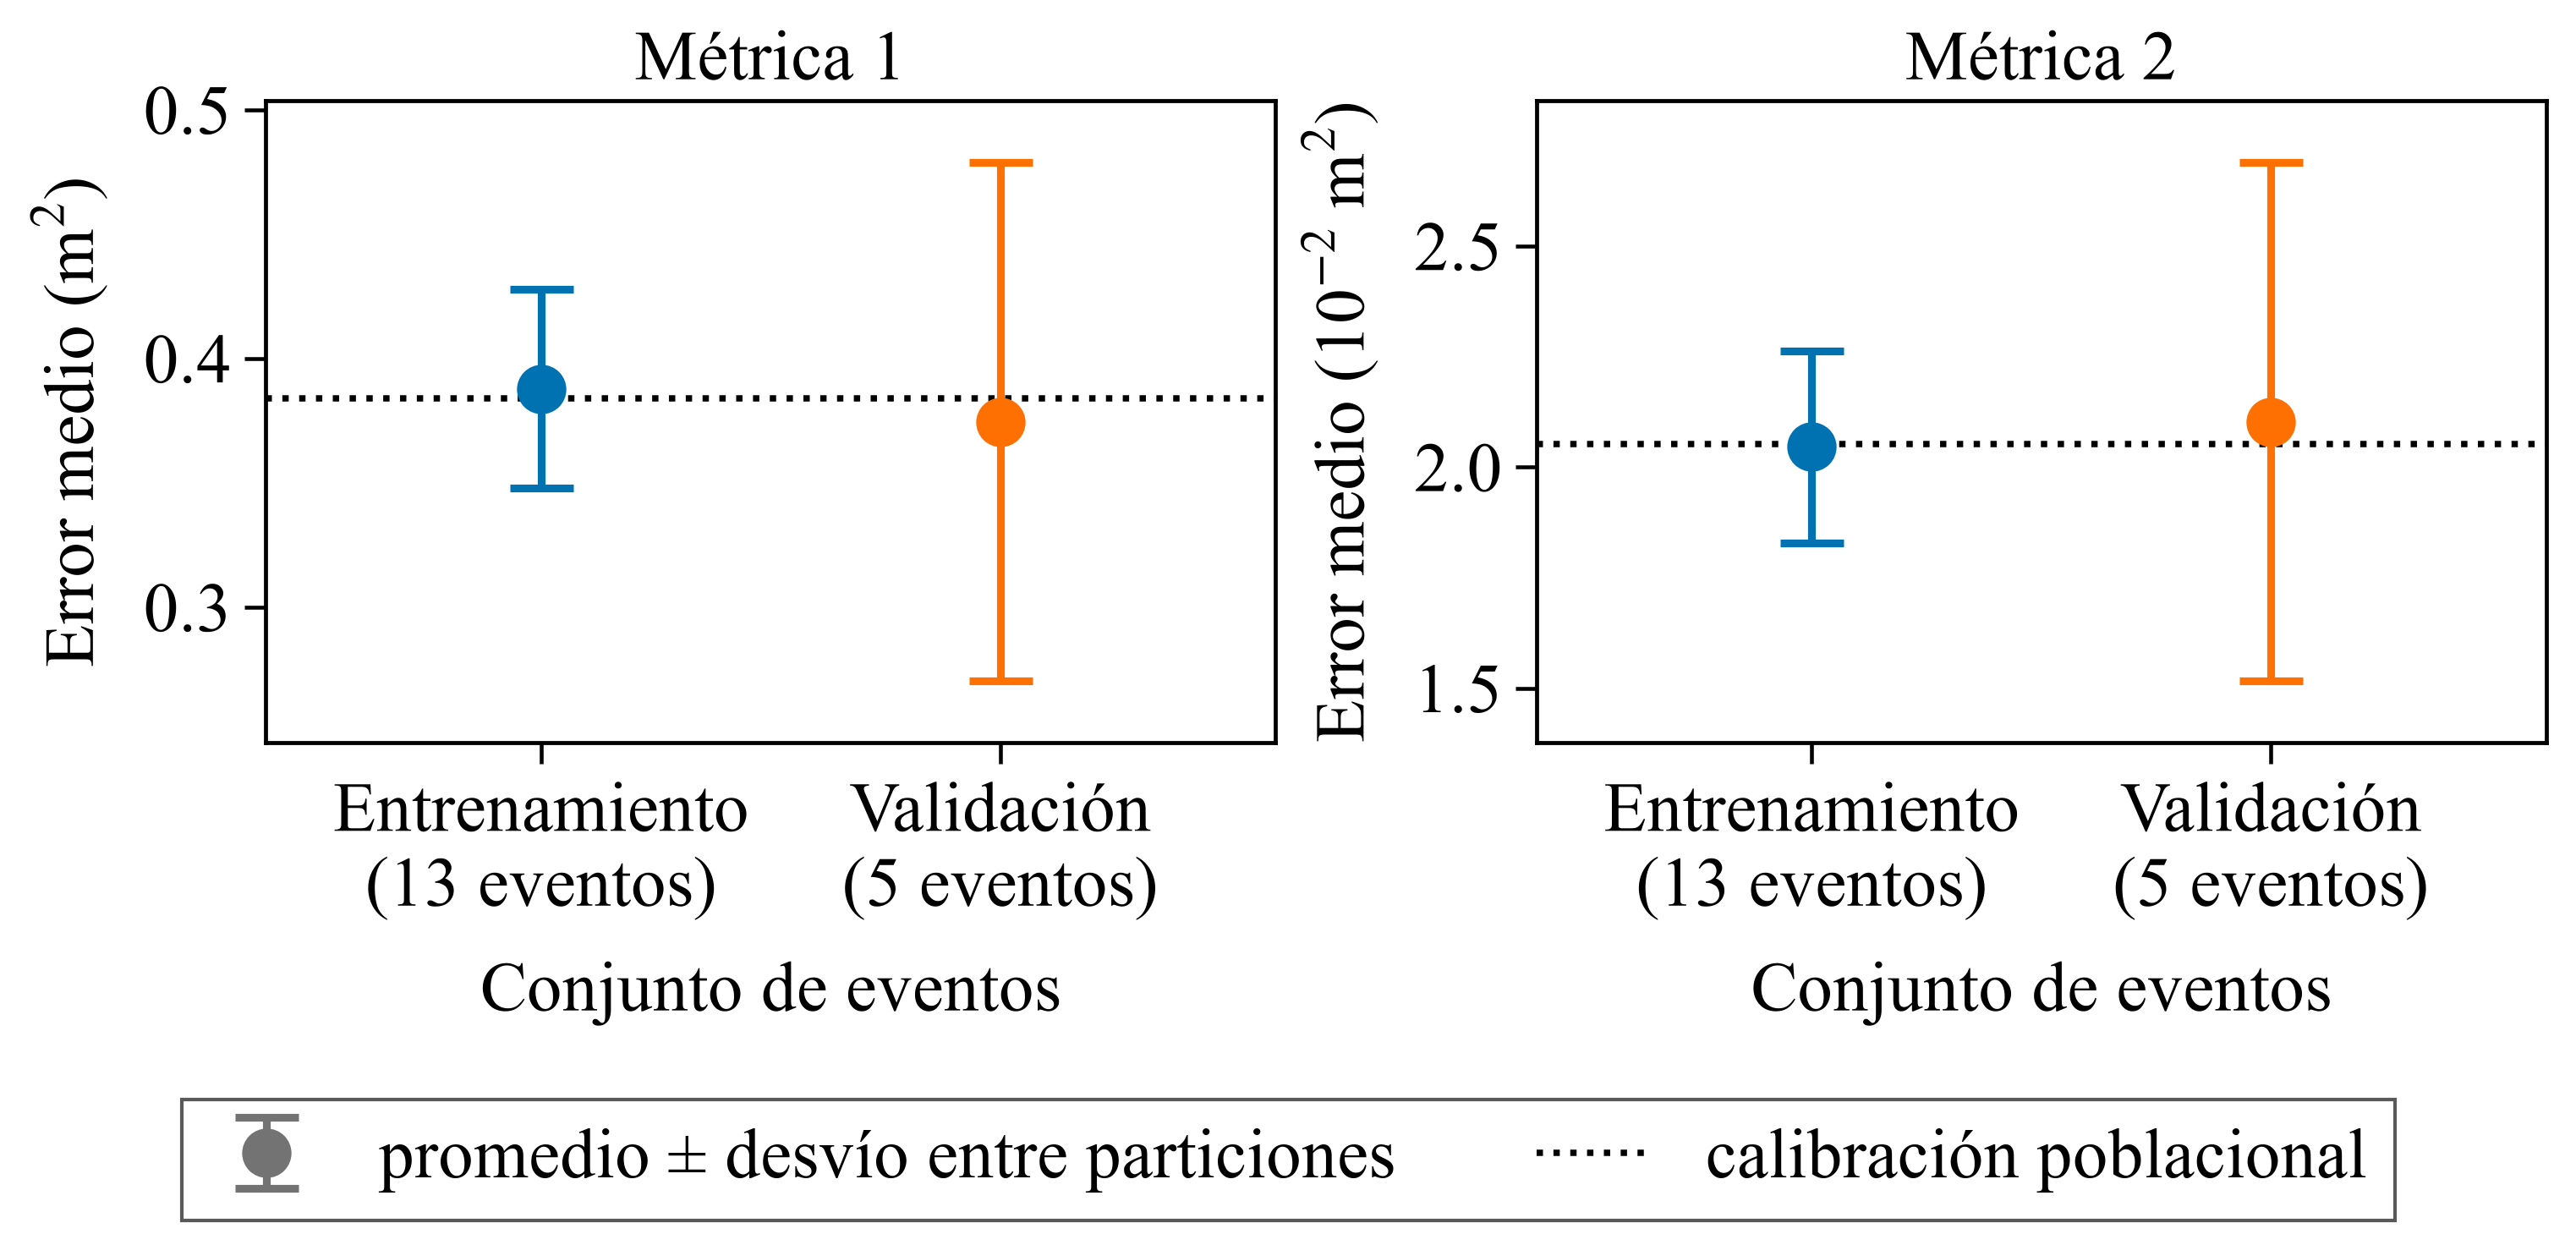 Métrica 1
Error medio (m²)
0.5
0.4
0.3
Entrenamiento
(13 eventos)
Validación
(5 eventos)
Conjunto de eventos
Métrica 2
Error medio (10⁻² m²)
2.5
2.0
1.5
Entrenamiento
(13 eventos)
Validación
(5 eventos)
Conjunto de eventos
promedio ± desvío entre particiones
calibración poblacional